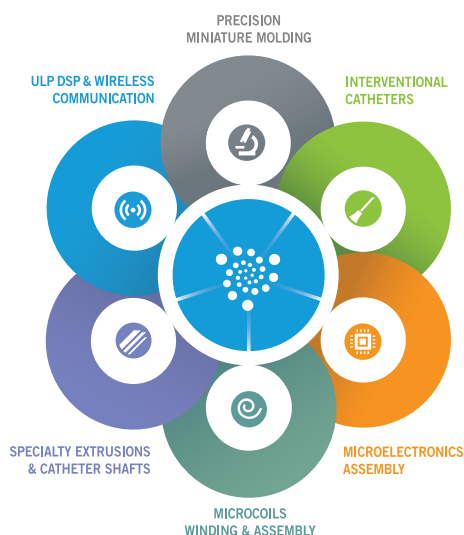 PRECISION
MINIATURE MOLDING
ULP DSP & WIRELESS
COMMUNICATION
INTERVENTIONAL
CATHETERS
SPECIALTY EXTRUSIONS
& CATHETER SHAFTS
MICROELECTRONICS
ASSEMBLY
MICROCOILS
WINDING & ASSEMBLY